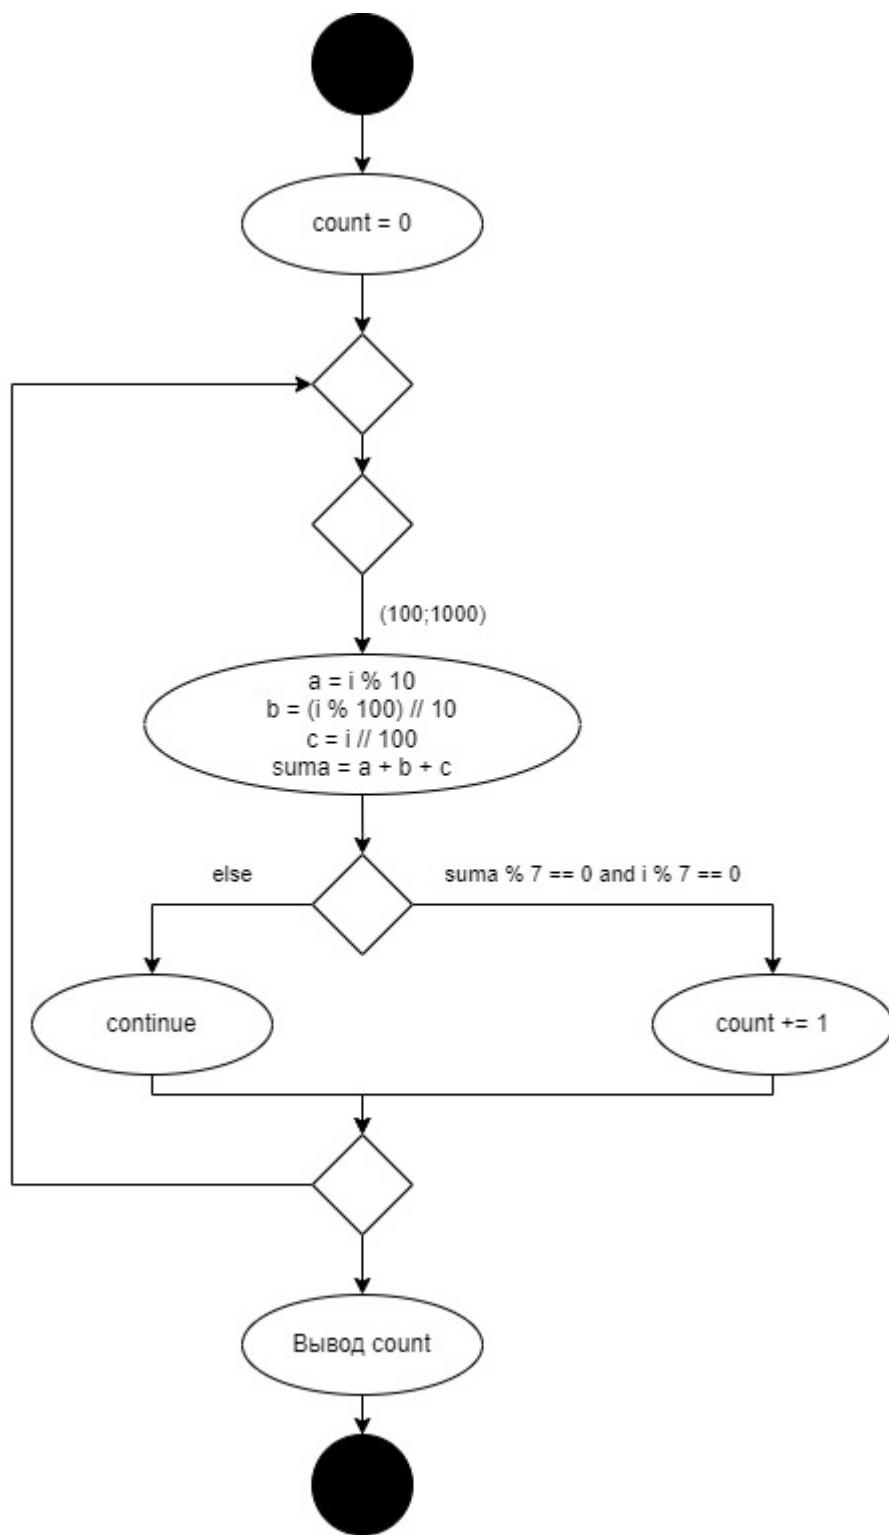 count = 0
(100;1000)
a = i % 10
b = (i % 100) // 10
c = i // 100
suma = a + b + c
else
suma % 7 == 0 and i % 7 == 0
continue
count += 1
Вывод count